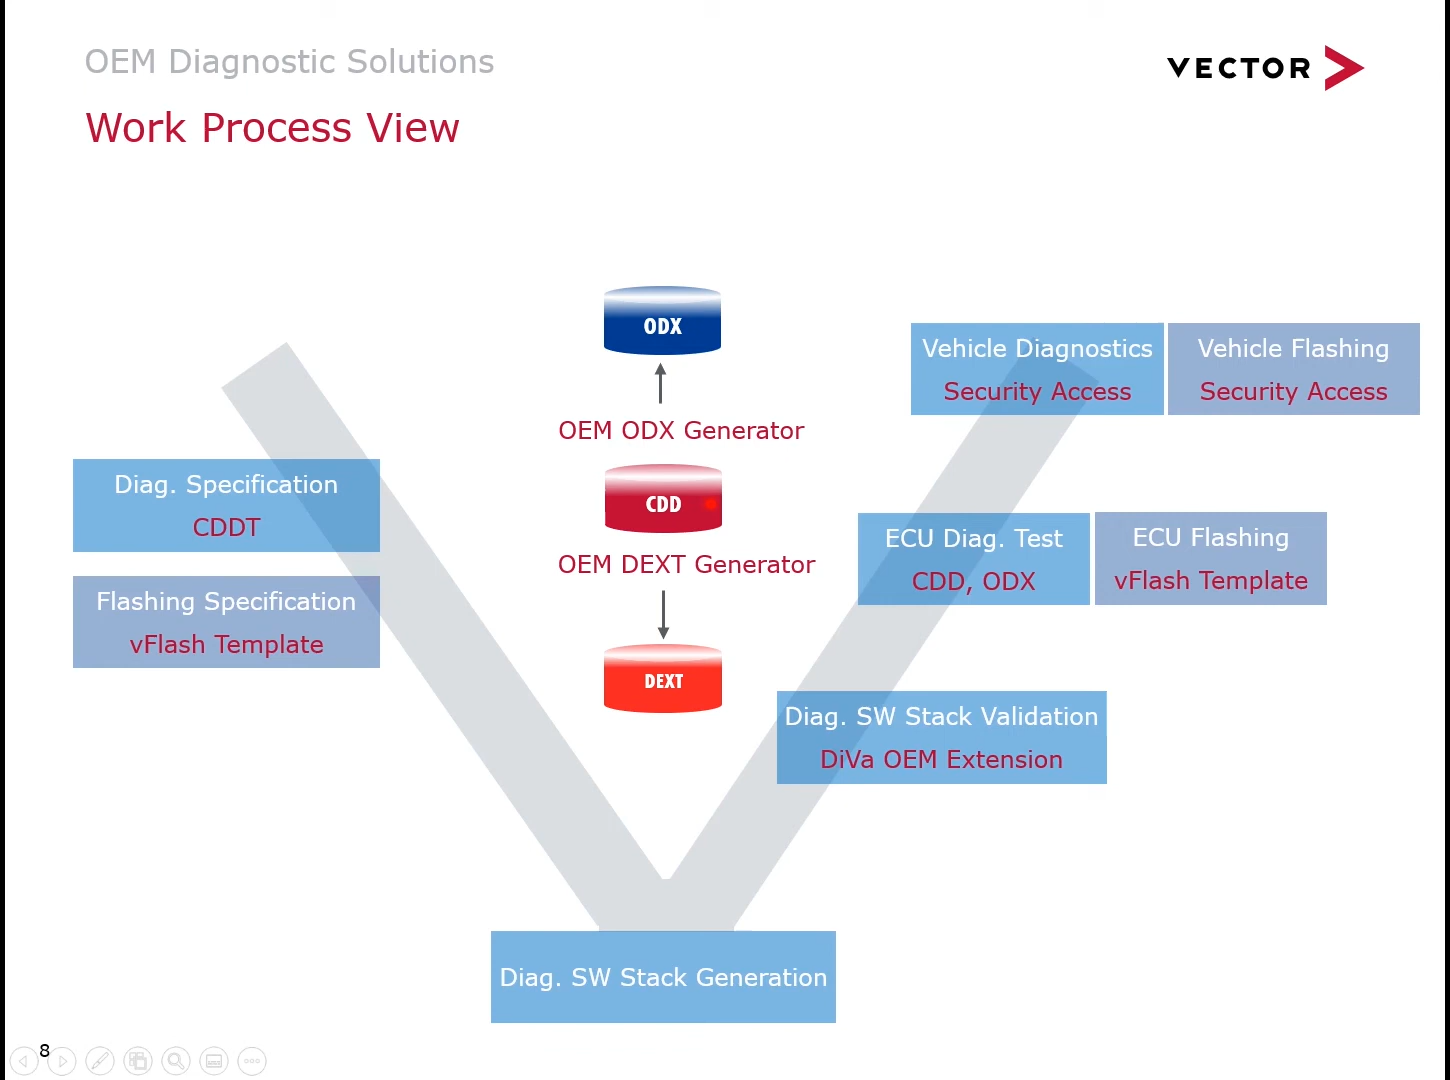 OEM Diagnostic Solutions
VECTOR
Work Process View
ODX
OEM ODX Generator
CDD
OEM DEXT Generator
DEXT
Diag. Specification
CDDT
Flashing Specification
vFlash Template
Vehicle Diagnostics
Security Access
Vehicle Flashing
Security Access
ECU Diag. Test
CDD, ODX
ECU Flashing
vFlash Template
Diag. SW Stack Validation
DiVa OEM Extension
Diag. SW Stack Generation
8